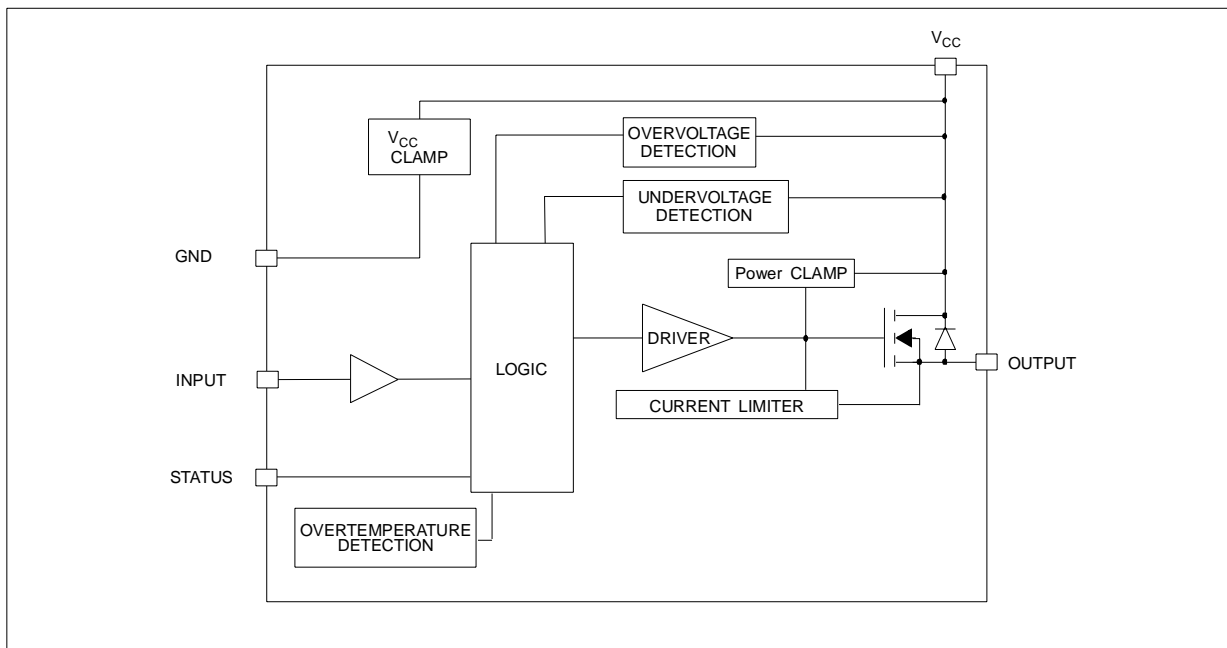 VCC
VCC
CLAMP
OVERVOLTAGE
DETECTION
UNDERVOLTAGE
DETECTION
GND
Power CLAMP
DRIVER
LOGIC
OUTPUT
INPUT
CURRENT LIMITER
STATUS
OVERTEMPERATURE
DETECTION